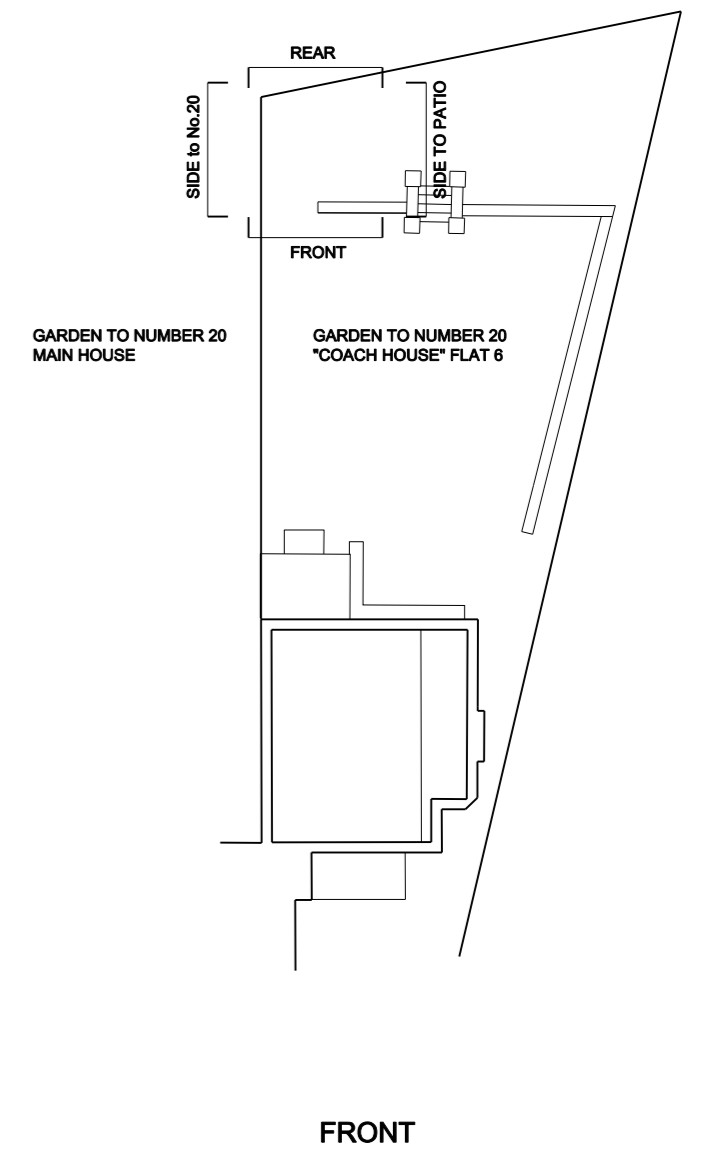 REAR
SIDE to No.20
SIDE TO PATIO
FRONT
GARDEN TO NUMBER 20
MAIN HOUSE
GARDEN TO NUMBER 20
"COACH HOUSE" FLAT 6
FRONT